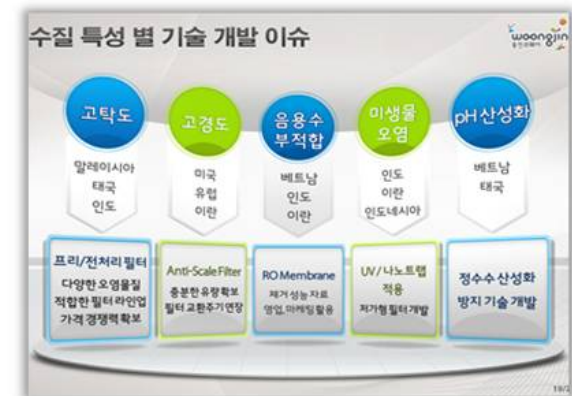 수질 특성 별 기술 개발 이슈
woongjin
고탁도
말레이시아
태국
인도
프리/전처리 필터
다양한 오염물질
적합한 필터 라인업
가격 경쟁력 확보
고경도
미국
유럽
이란
Anti-Scale Filter
충분한 유량확보
필터 교환주기 연장
음용수
부적합
베트남
인도
이란
RO Membrane
제거 성능 자료
영업, 마케팅 활용
미생물
오염
인도
이란
인도네시아
UV / 나노트랩
적용
저가형 필터 개발
pH 산성화
베트남
태국
정수수 산성화
방지 기술 개발